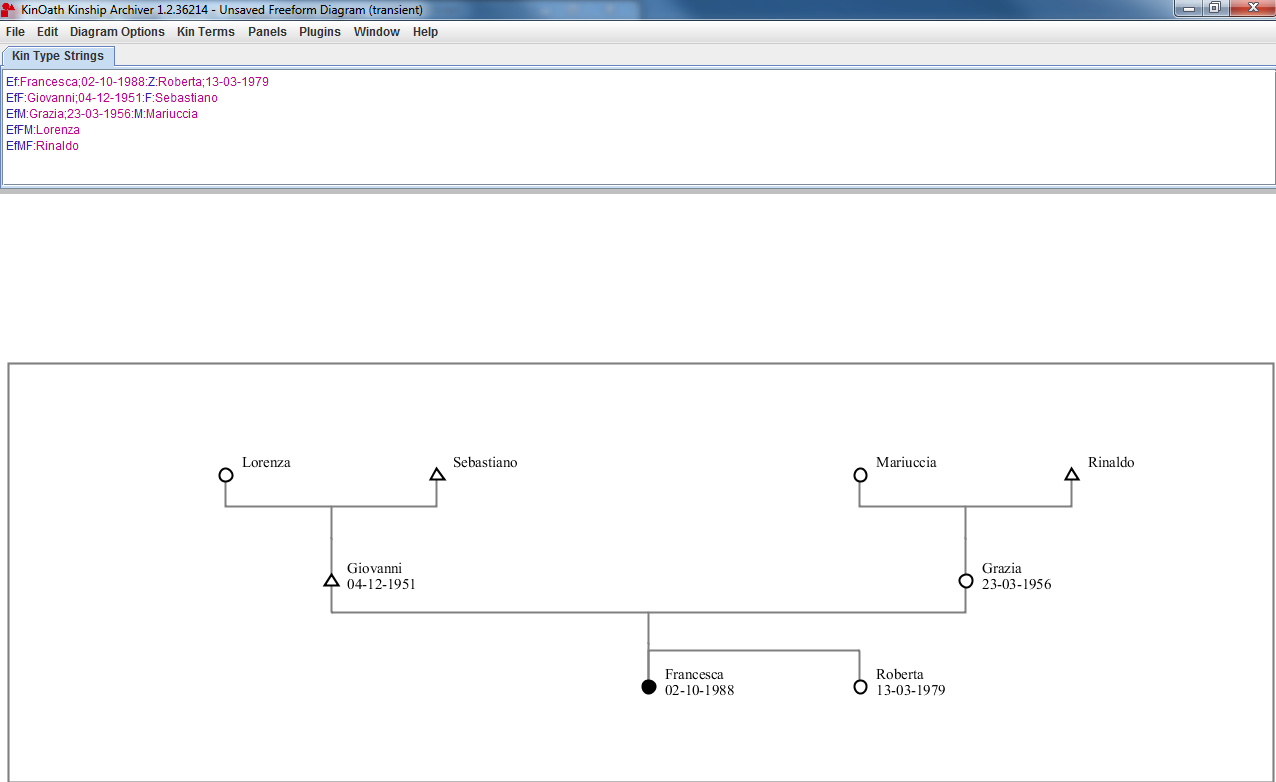 KinOath Kinship Archiver 1.2.36214 - Unsaved Freeform Diagram (transient)
File Edit Diagram Options Kin Terms Panels Plugins Window Help
Kin Type Strings
Ef:Francesca;02-10-1988:Z:Roberta;13-03-1979
EfF:Giovanni;04-12-1951:F:Sebastiano
EfM:Grazia;23-03-1956:M:Mariuccia
EfFM:Lorenza
EfMF:Rinaldo
Lorenza
Sebastiano
Mariuccia
Rinaldo
Giovanni
04-12-1951
Grazia
23-03-1956
Francesca
02-10-1988
Roberta
13-03-1979